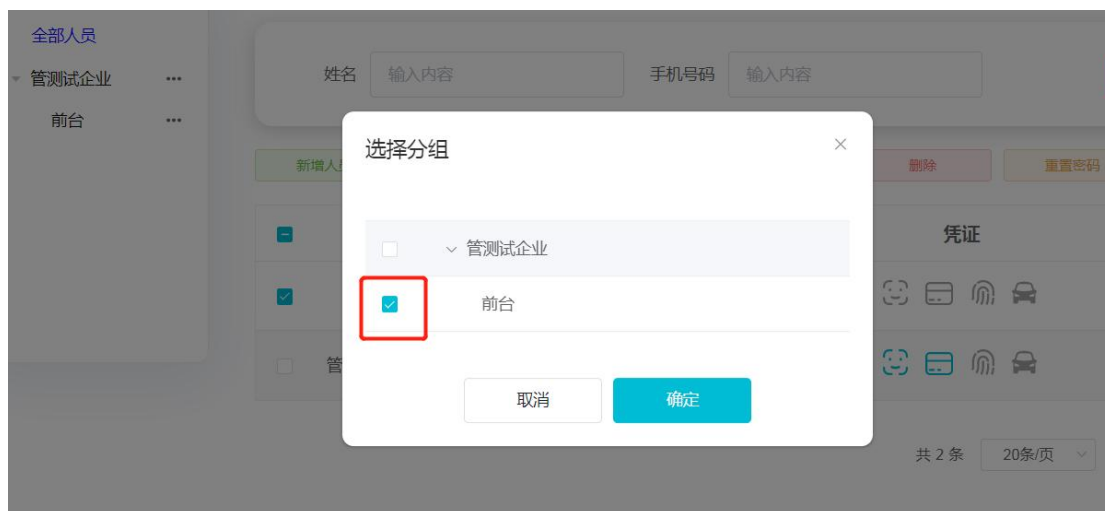 全部人员
管测试企业
前台
姓名 输入内容 手机号码 输入内容
选择分组
新增人 删除 重置密码
管测试企业
凭证
前台
管
取消 确定
共 2 条 20条/页